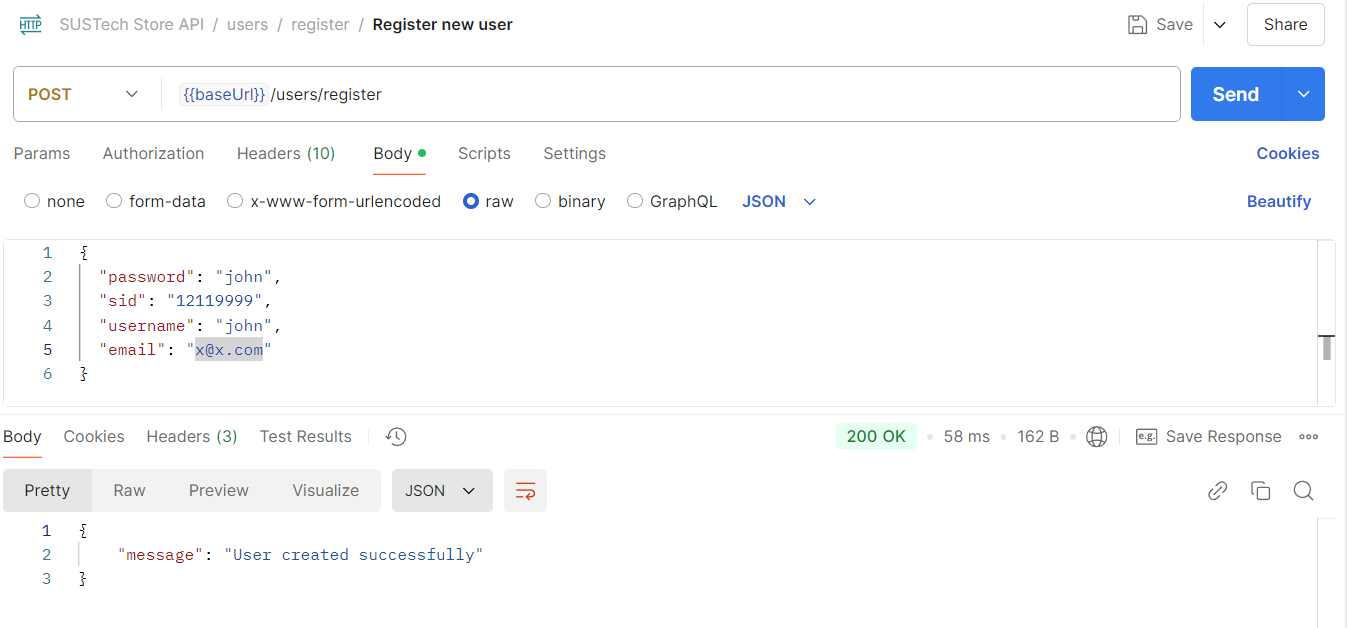 HTTP SUSTech Store API / users / register / Register new user Save Share
POST {{baseUrl}} /users/register Send
Params Authorization Headers (10) Body Scripts Settings Cookies
none form-data x-www-form-urlencoded raw binary GraphQL JSON Beautify
1 {
2 "password": "john",
3 "sid": "12119999",
4 "username": "john",
5 "email": "x@x.com"
6 }
Body Cookies Headers (3) Test Results 200 OK 58 ms 162 B e.g. Save Response
Pretty Raw Preview Visualize JSON
1 {
2 "message": "User created successfully"
3 }